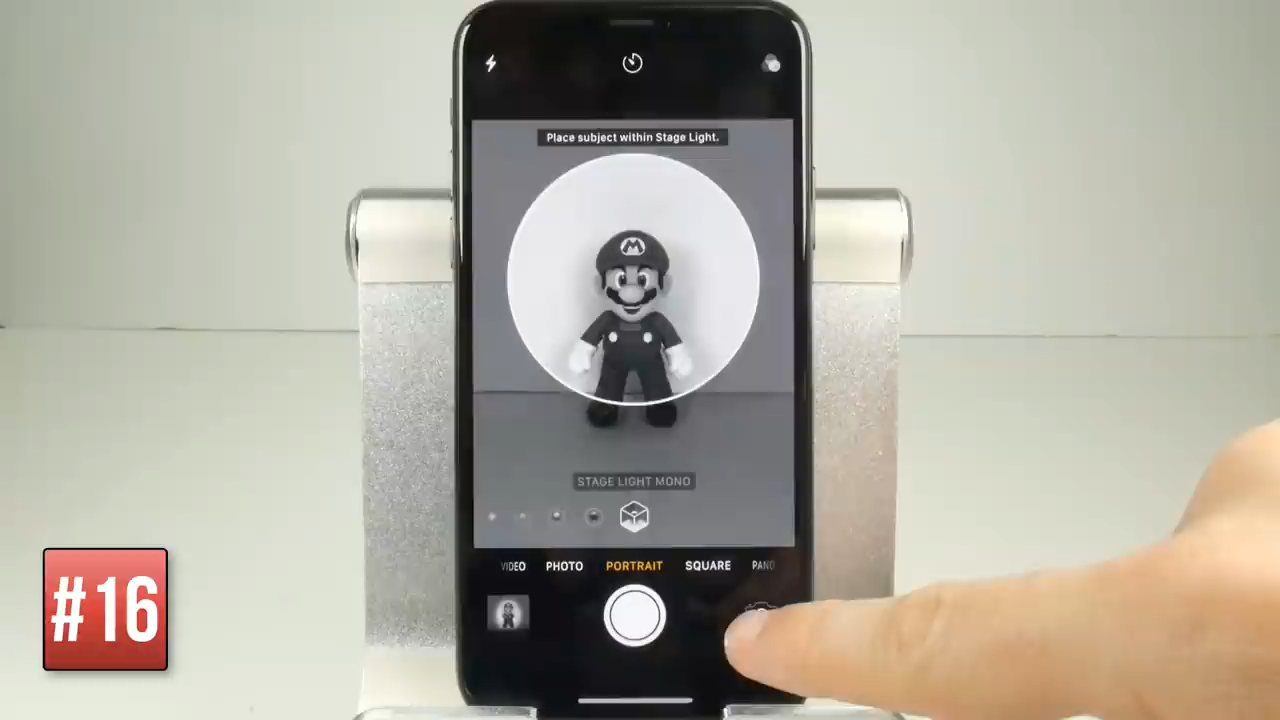 Place subject within Stage Light.
M
STAGE LIGHT MONO
VIDEO PHOTO PORTRAIT SQUARE PANO
#16